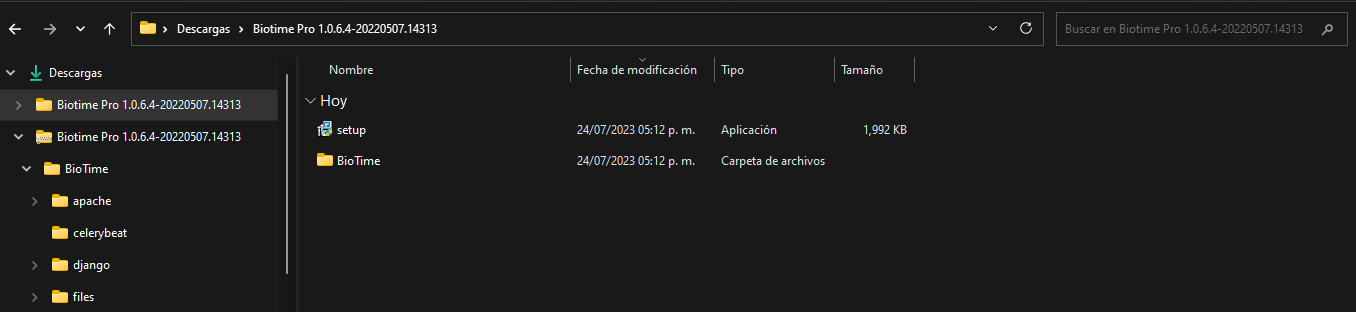 Descargas Biotime Pro 1.0.6.4-20220507.14313 Buscar en Biotime Pro 1.0.6.4-20220507.14313
Descargas
Biotime Pro 1.0.6.4-20220507.14313
Biotime Pro 1.0.6.4-20220507.14313
BioTime
apache
celerybeat
django
files
Nombre Fecha de modificación Tipo Tamaño
Hoy
setup 24/07/2023 05:12 p. m. Aplicación 1,992 KB
BioTime 24/07/2023 05:12 p. m. Carpeta de archivos